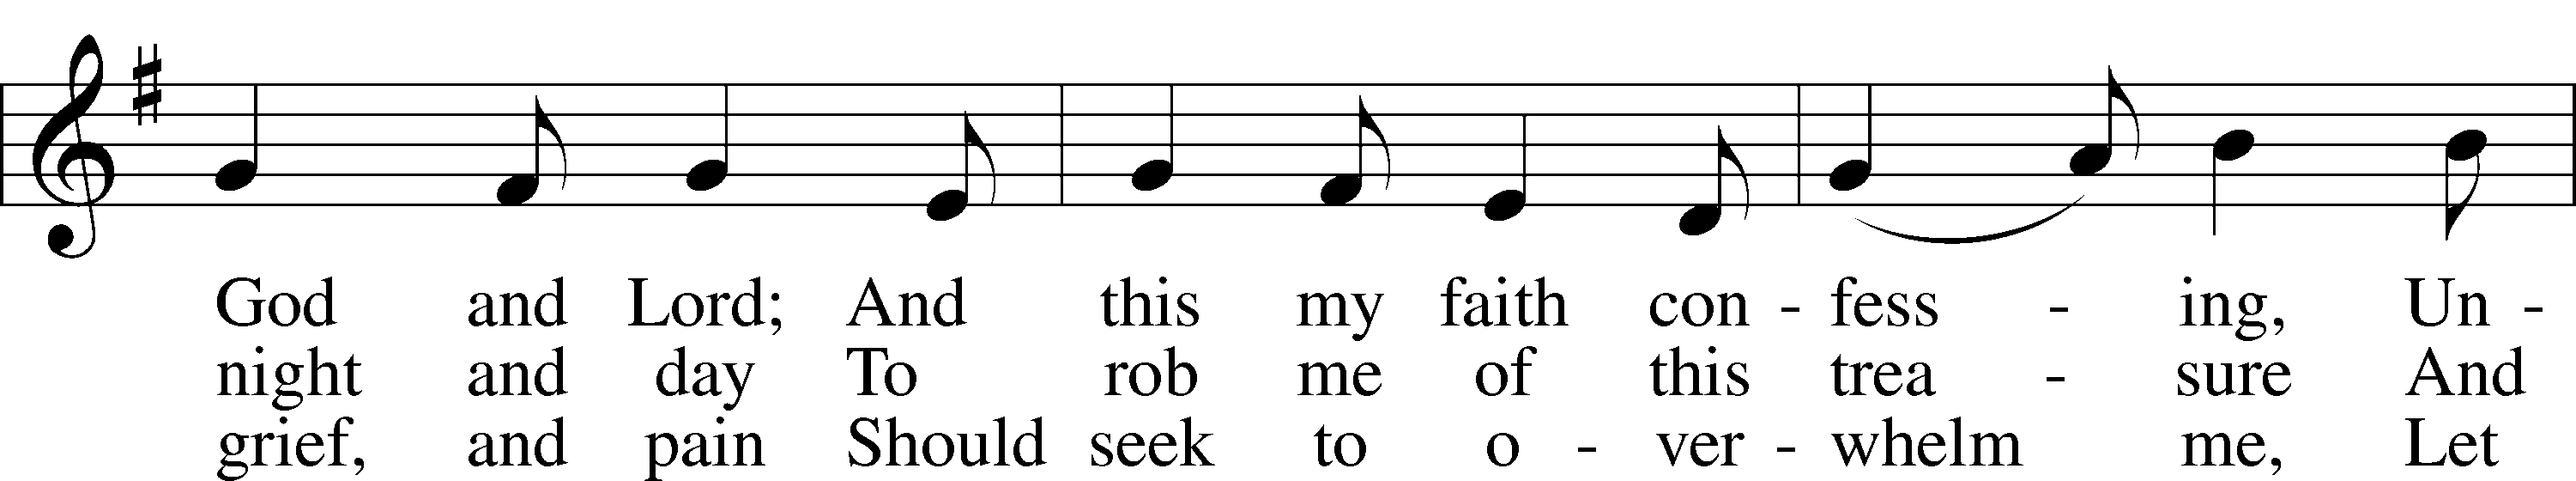 God and Lord; And this my faith con - fess - ing, Un -
night and day To rob me of this trea - sure And
grief, and pain Should seek to o - ver - whelm me, Let